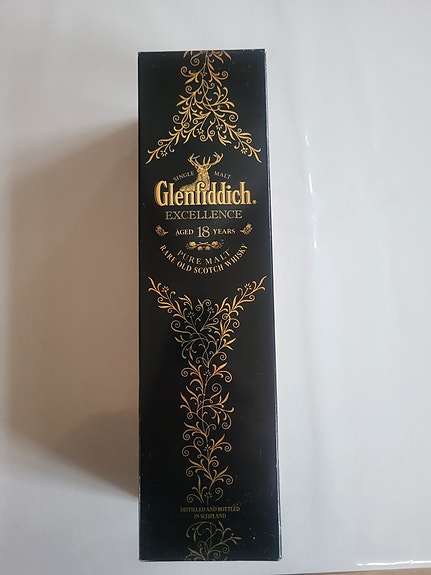 SINGLE MALT
Glenfiddich®
EXCELLENCE
AGED 18 YEARS
PURE MALT
RARE OLD SCOTCH WHISKY
DISTILLED AND BOTTLED
IN SCOTLAND